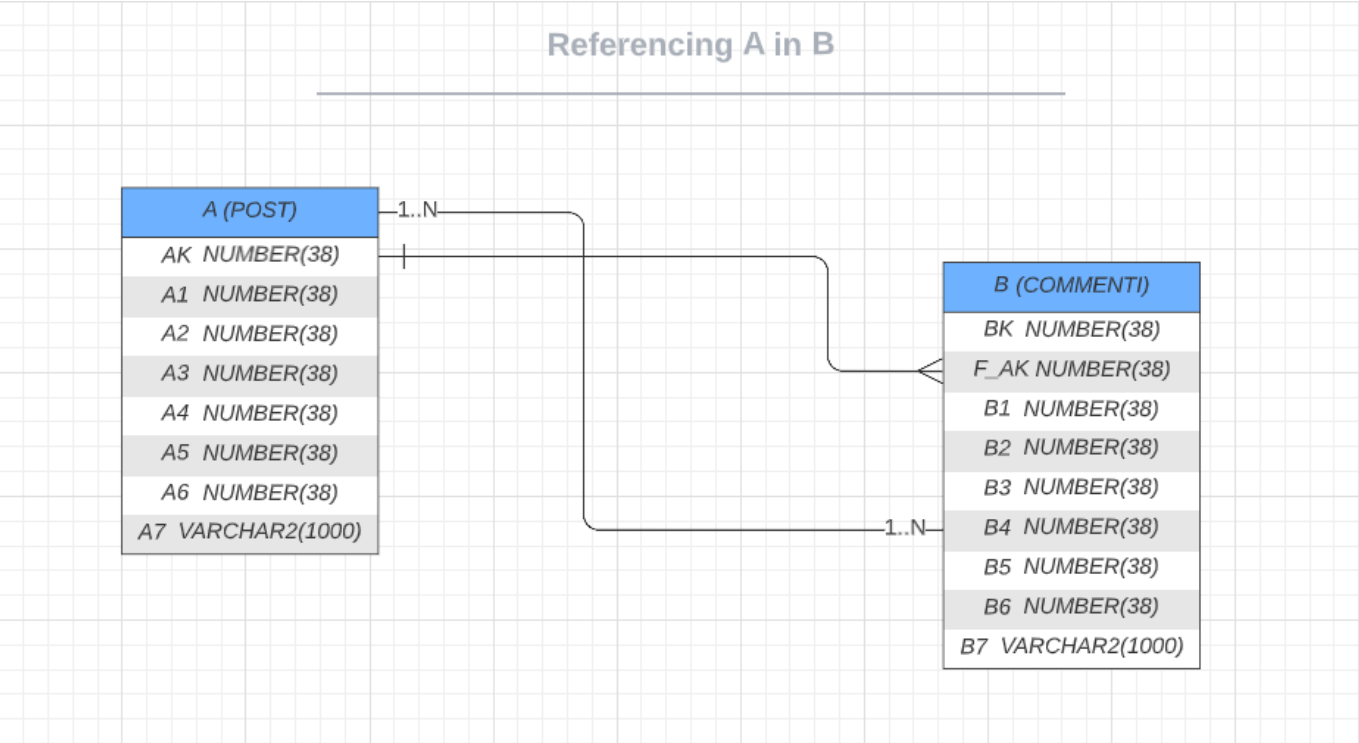 Referencing A in B
A (POST)
AK NUMBER(38)
A1 NUMBER(38)
A2 NUMBER(38)
A3 NUMBER(38)
A4 NUMBER(38)
A5 NUMBER(38)
A6 NUMBER(38)
A7 VARCHAR2(1000)
1..N
1..N
B (COMMENTI)
BK NUMBER(38)
F_AK NUMBER(38)
B1 NUMBER(38)
B2 NUMBER(38)
B3 NUMBER(38)
B4 NUMBER(38)
B5 NUMBER(38)
B6 NUMBER(38)
B7 VARCHAR2(1000)